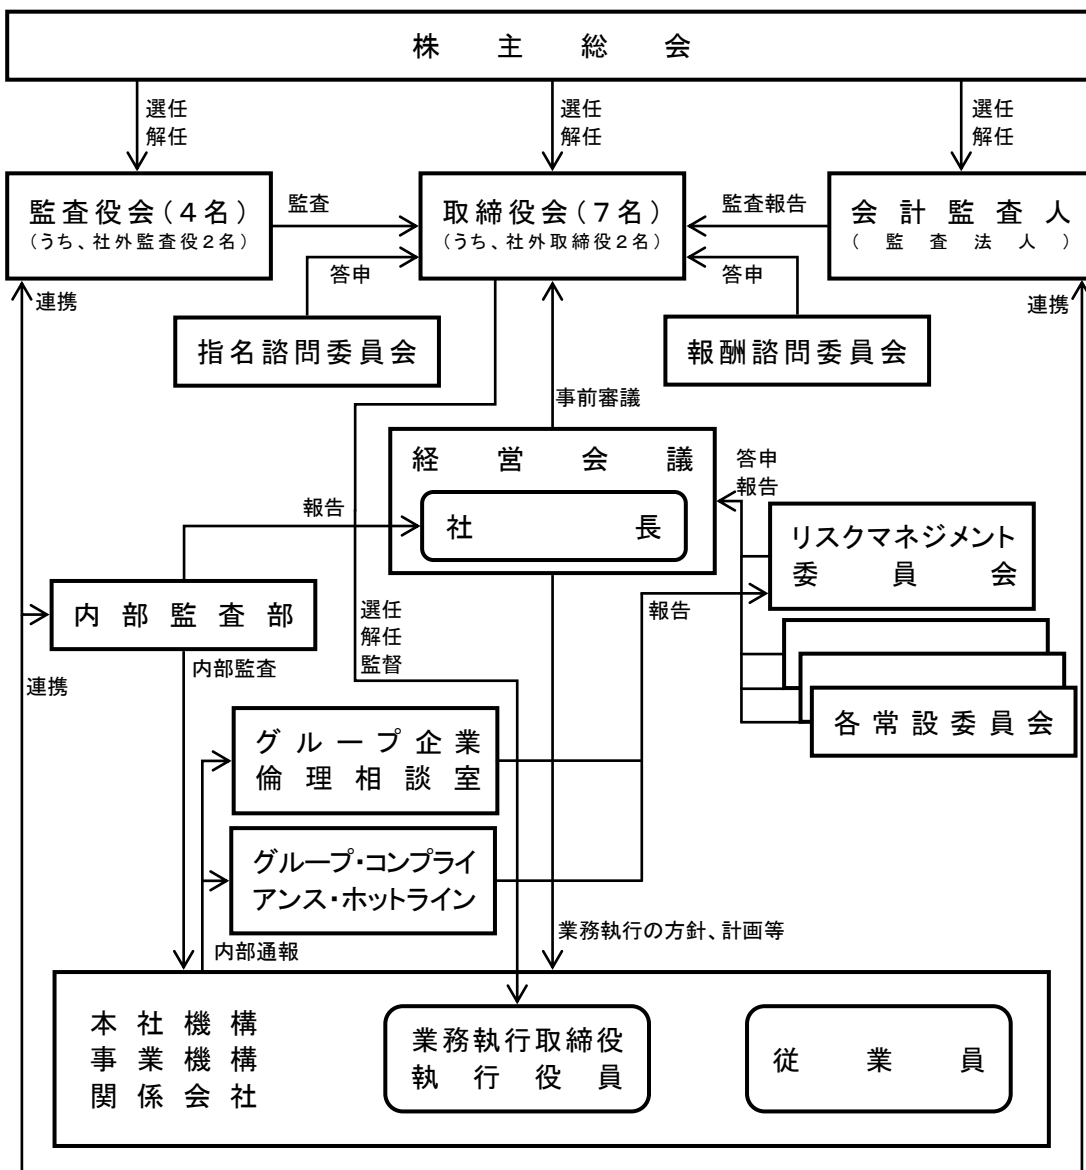 株主総会
選任
解任
選任
解任
選任
解任
監査役会(4名)
(うち、社外監査役2名)
監査
取締役会(7名)
(うち、社外取締役2名)
監査報告
会計監査人
(監査法人)
連携
答申
答申
連携
指名諮問委員会
報酬諮問委員会
事前審議
経営会議
社長
答申
報告
報告
リスクマネジメント
委員会
内部監査部
選任
解任
監督
報告
内部監査
連携
各常設委員会
グループ企業
倫理相談室
グループ・コンプライ
アンス・ホットライン
内部通報
業務執行の方針、計画等
本社機構
事業機構
関係会社
業務執行取締役
執行役員
従業員